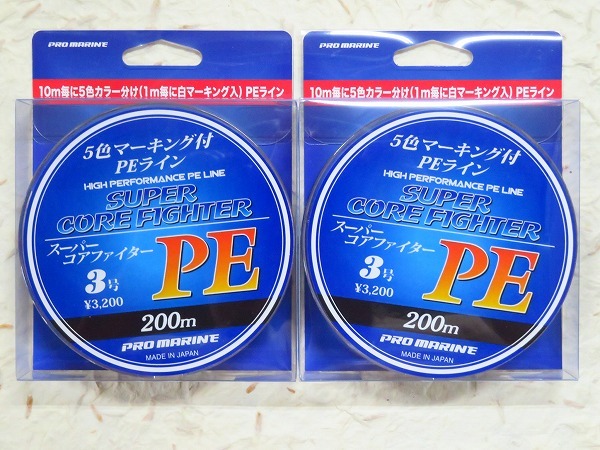 PRO MARINE
10m毎に5色カラー分け(1m毎に白マーキング入) PEライン
5色マーキング付
PEライン
HIGH PERFORMANCE PE LINE
SUPER
CORE FIGHTER
スーパー
コアファイター
PE
3号
¥3,200
200m
PRO MARINE
MADE IN JAPAN
PRO MARINE
10m毎に5色カラー分け(1m毎に白マーキング入) PEライン
5色マーキング付
PEライン
HIGH PERFORMANCE PE LINE
SUPER
CORE FIGHTER
スーパー
コアファイター
PE
3号
¥3,200
200m
PRO MARINE
MADE IN JAPAN